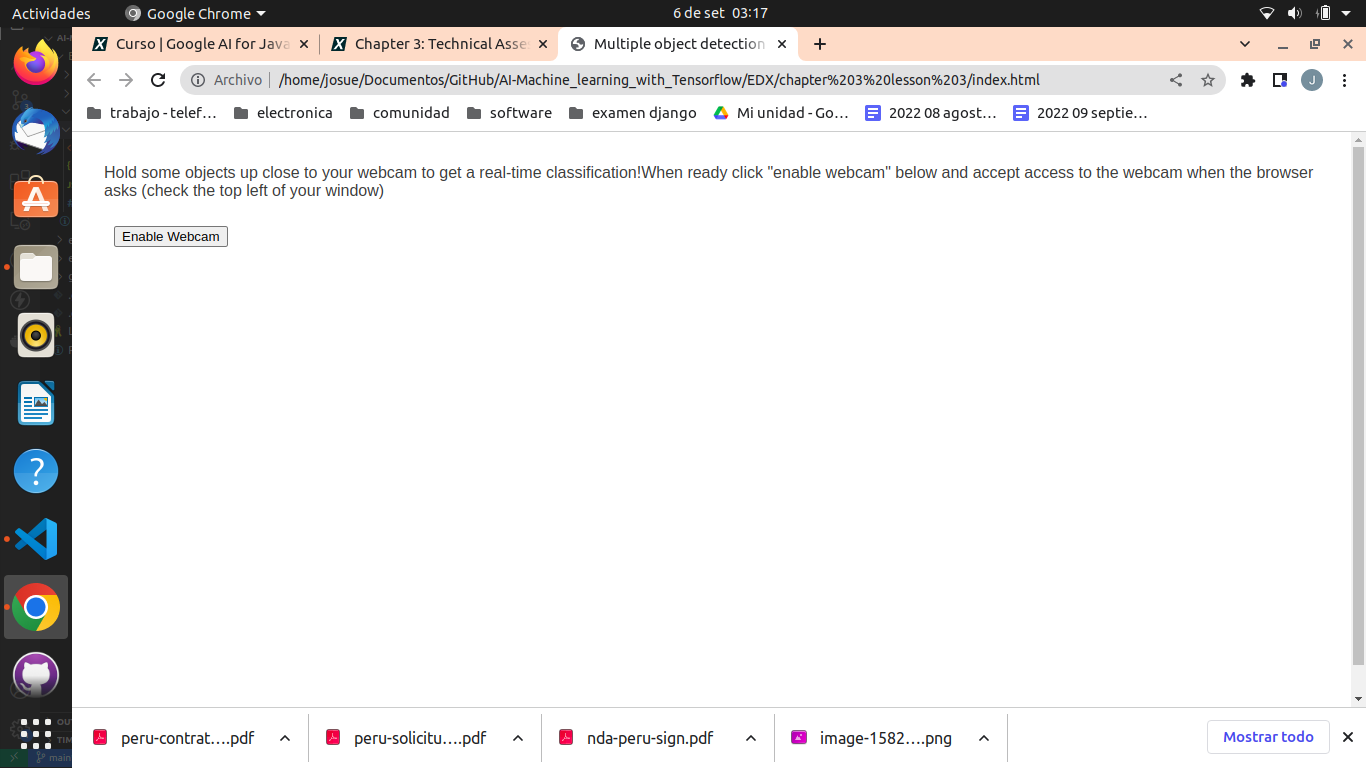 Actividades
Google Chrome
6 de set 03:17
Curso | Google AI for Java
Chapter 3: Technical Asse
Multiple object detection
Archivo
/home/josue/Documentos/GitHub/AI-Machine_learning_with_Tensorflow/EDX/chapter%203%20lesson%203/index.html
J
trabajo - telef…
electronica
comunidad
software
examen django
Mi unidad - Go…
2022 08 agost…
2022 09 septie…
Hold some objects up close to your webcam to get a real-time classification!When ready click "enable webcam" below and accept access to the webcam when the browser
asks (check the top left of your window)
Enable Webcam
peru-contrat….pdf
peru-solicitu….pdf
nda-peru-sign.pdf
image-1582….png
Mostrar todo
main